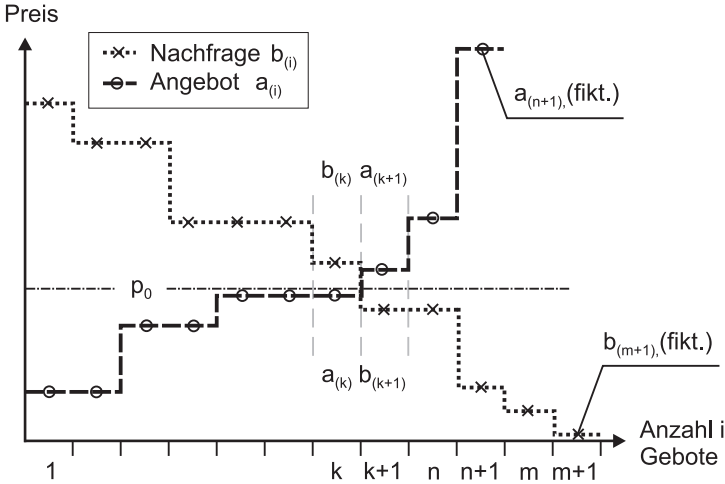 Preis
Nachfrage b(i)
Angebot a(i)
a(n+1),(fikt.)
b(k) a(k+1)
p0
b(m+1),(fikt.)
a(k) b(k+1)
Anzahl i
Gebote
1 k k+1 n n+1 m m+1